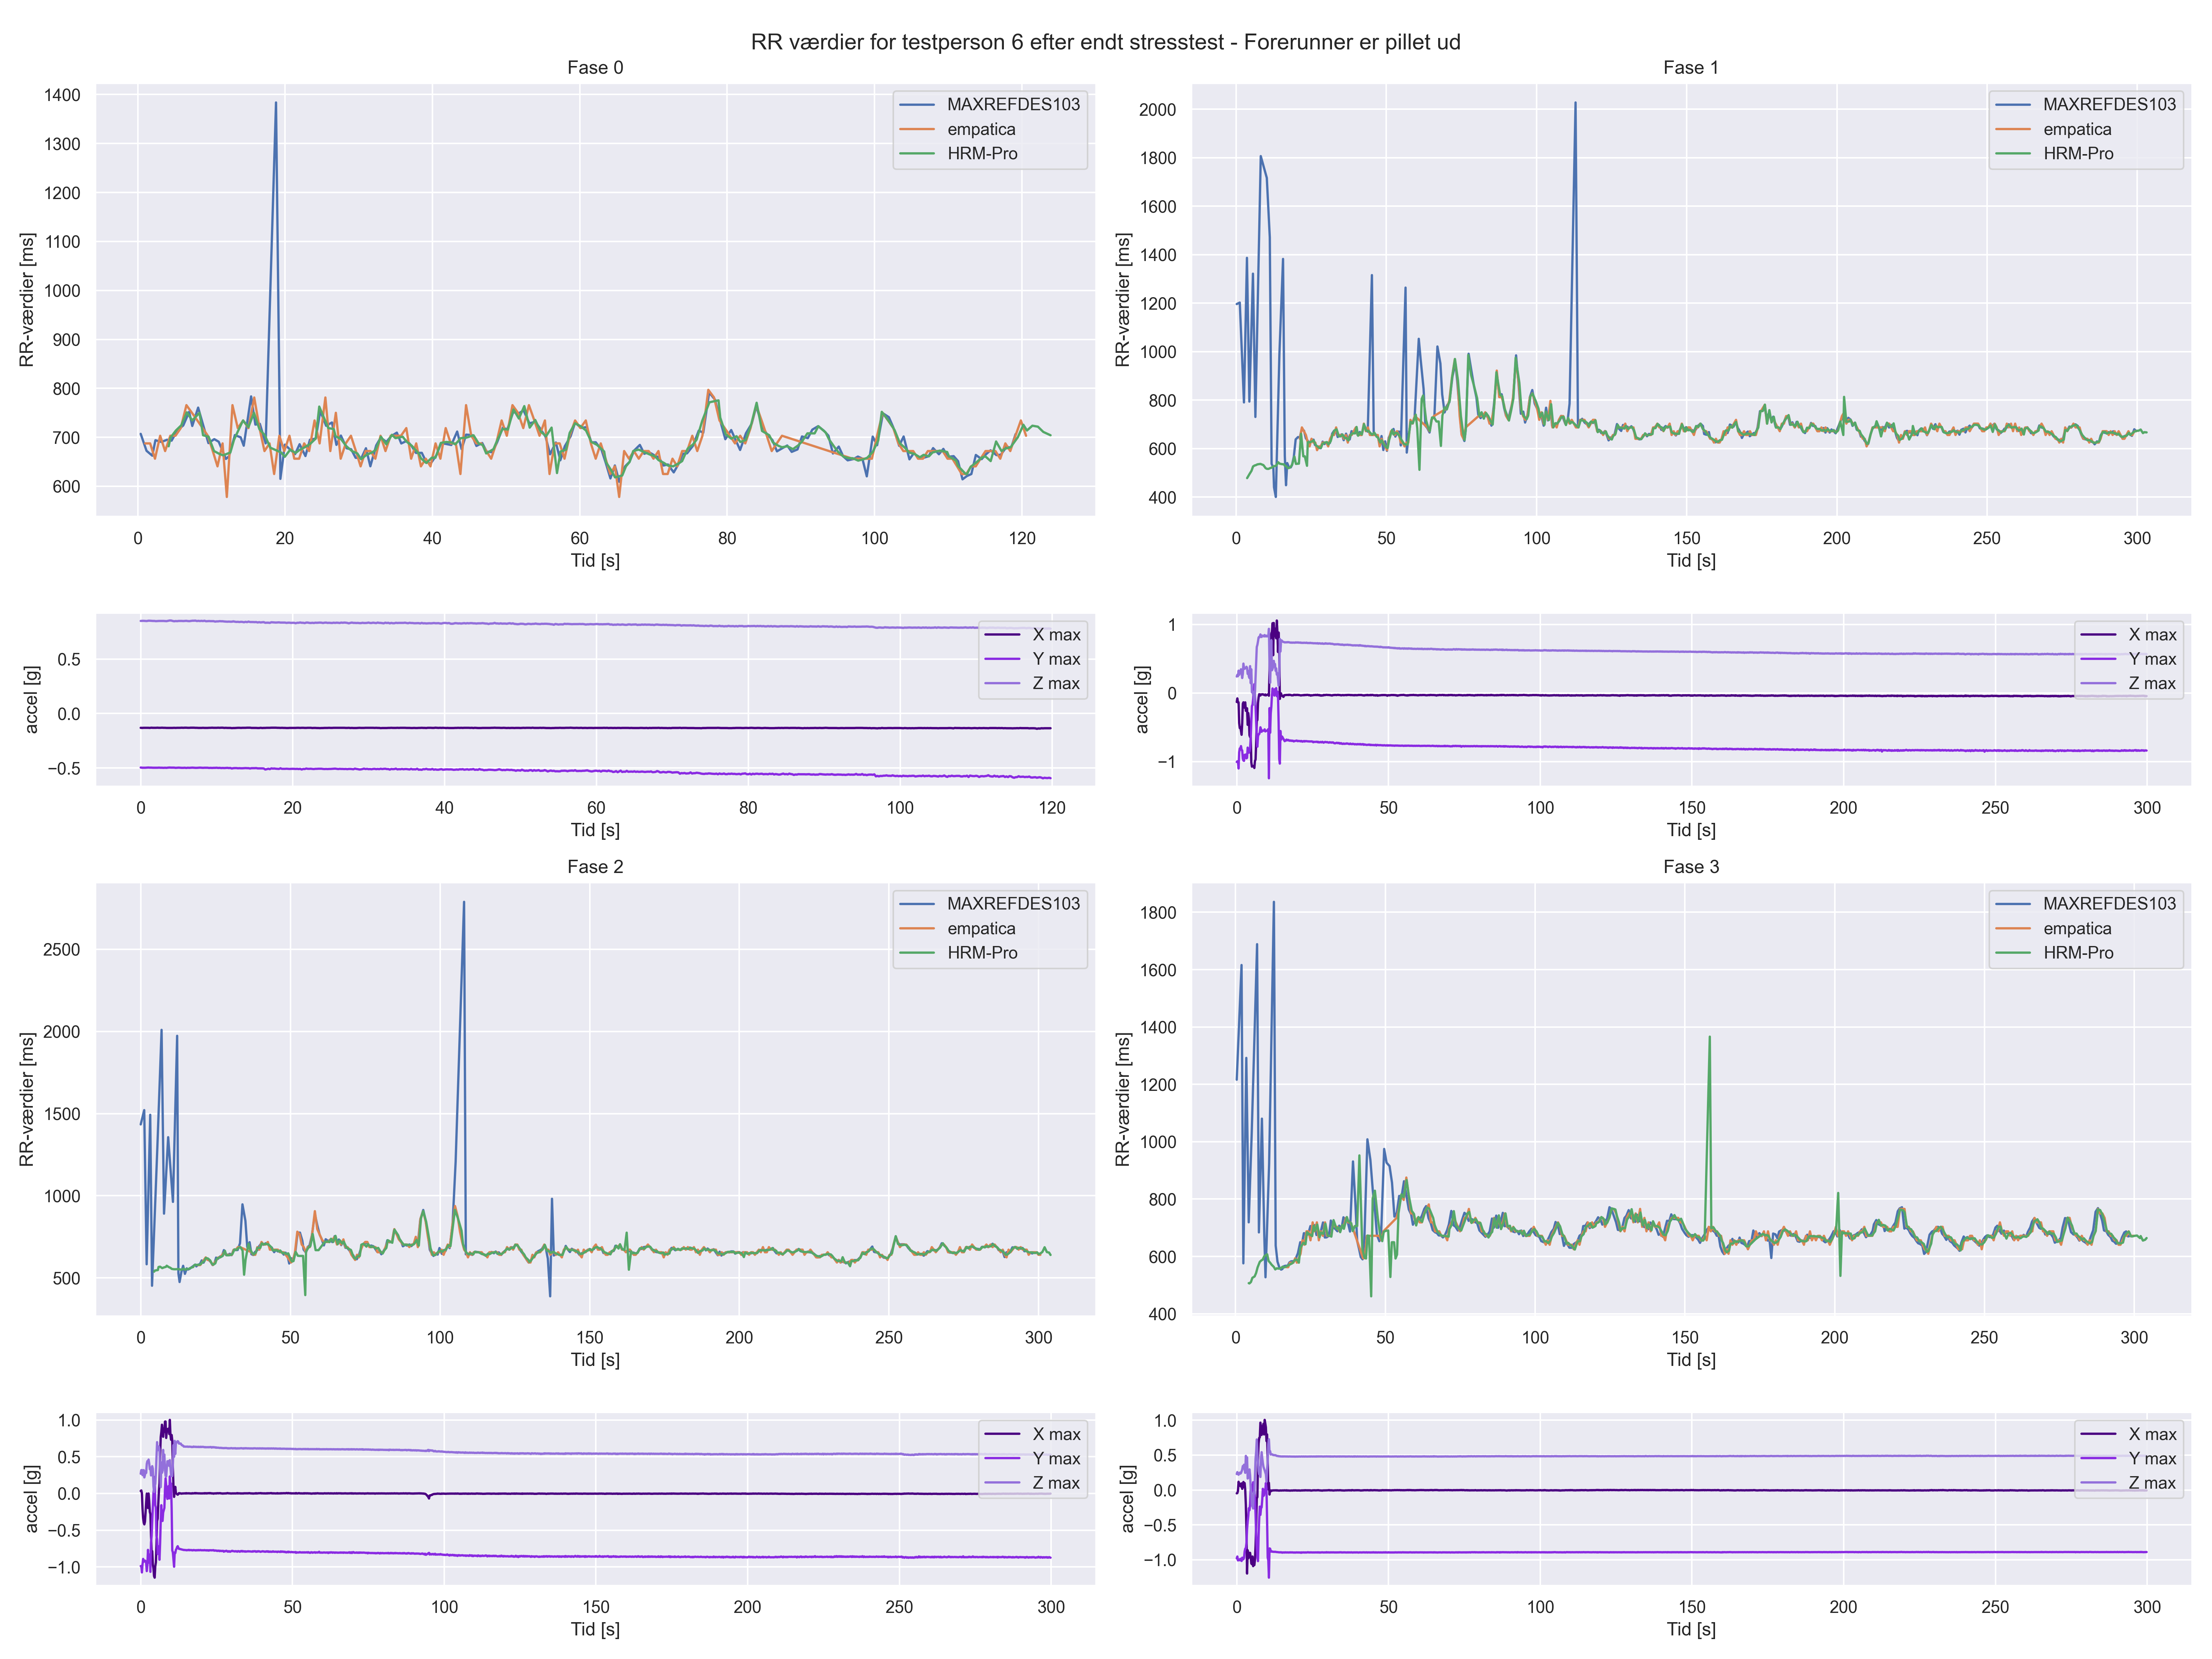 RR værdier for testperson 6 efter endt stresstest - Forerunner er pillet ud
Fase 0
RR-værdier [ms]
1400
1300
1200
1100
1000
900
800
700
600
MAXREFDES103
empatica
HRM-Pro
0 20 40 60 80 100 120
Tid [s]
Fase 1
RR-værdier [ms]
2000
1800
1600
1400
1200
1000
800
600
400
MAXREFDES103
empatica
HRM-Pro
0 50 100 150 200 250 300
Tid [s]
accel [g]
0.5
0.0
−0.5
X max
Y max
Z max
0 20 40 60 80 100 120
Tid [s]
accel [g]
1
0
−1
X max
Y max
Z max
0 50 100 150 200 250 300
Tid [s]
Fase 2
RR-værdier [ms]
2500
2000
1500
1000
500
MAXREFDES103
empatica
HRM-Pro
0 50 100 150 200 250 300
Tid [s]
Fase 3
RR-værdier [ms]
1800
1600
1400
1200
1000
800
600
400
MAXREFDES103
empatica
HRM-Pro
0 50 100 150 200 250 300
Tid [s]
accel [g]
1.0
0.5
0.0
−0.5
−1.0
X max
Y max
Z max
0 50 100 150 200 250 300
Tid [s]
accel [g]
1.0
0.5
0.0
−0.5
−1.0
X max
Y max
Z max
0 50 100 150 200 250 300
Tid [s]